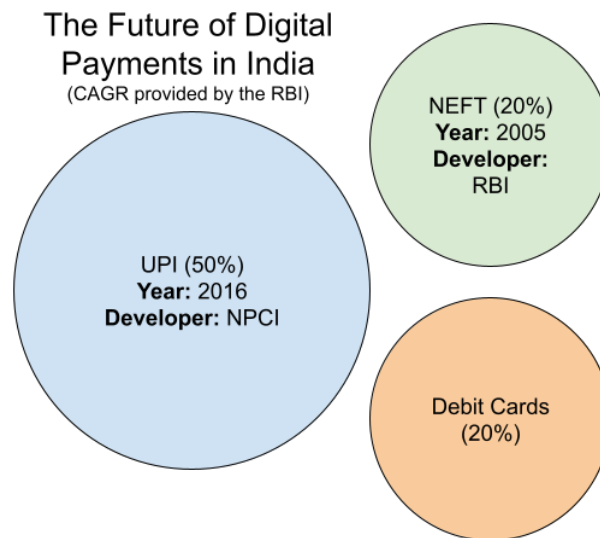 The Future of Digital
Payments in India
(CAGR provided by the RBI)
UPI (50%)
Year: 2016
Developer: NPCI
NEFT (20%)
Year: 2005
Developer:
RBI
Debit Cards
(20%)